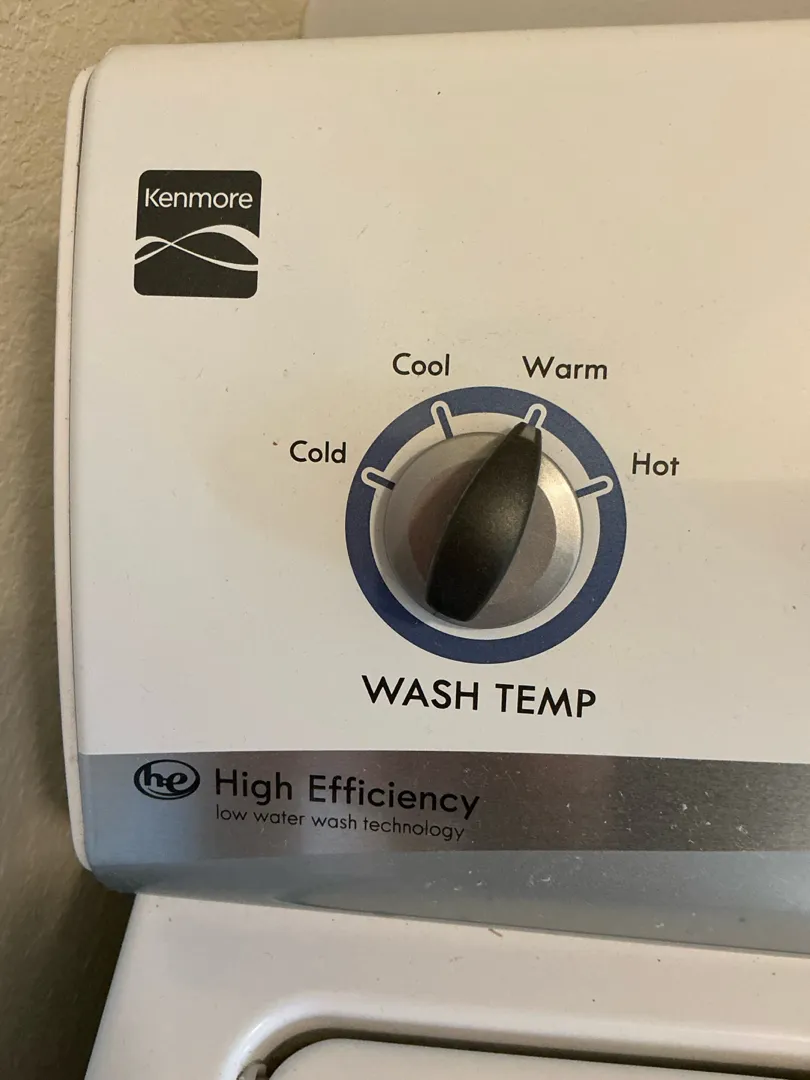 Kenmore
Cool
Warm
Cold
Hot
WASH TEMP
he High Efficiency
low water wash technology